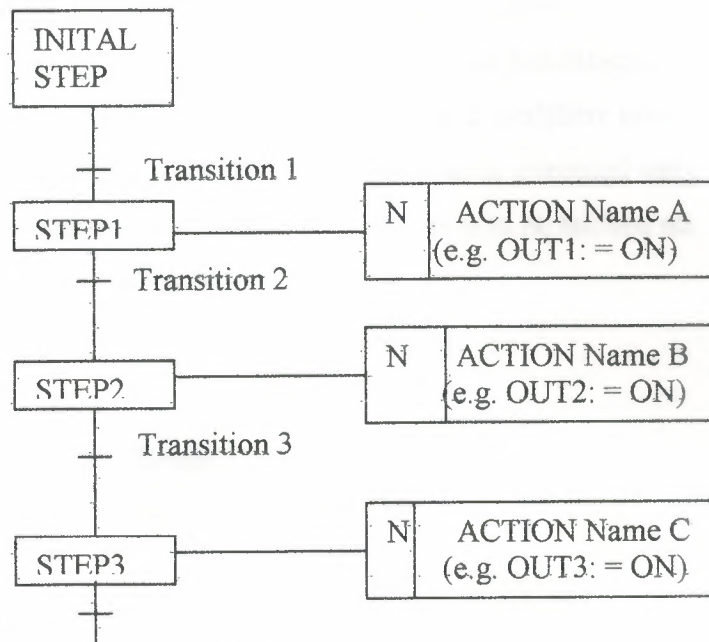 INITAL
STEP
Transition 1
STEP1
N ACTION Name A
(e.g. OUT1: = ON)
Transition 2
STEP2
N ACTION Name B
(e.g. OUT2: = ON)
Transition 3
STEP3
N ACTION Name C
(e.g. OUT3: = ON)